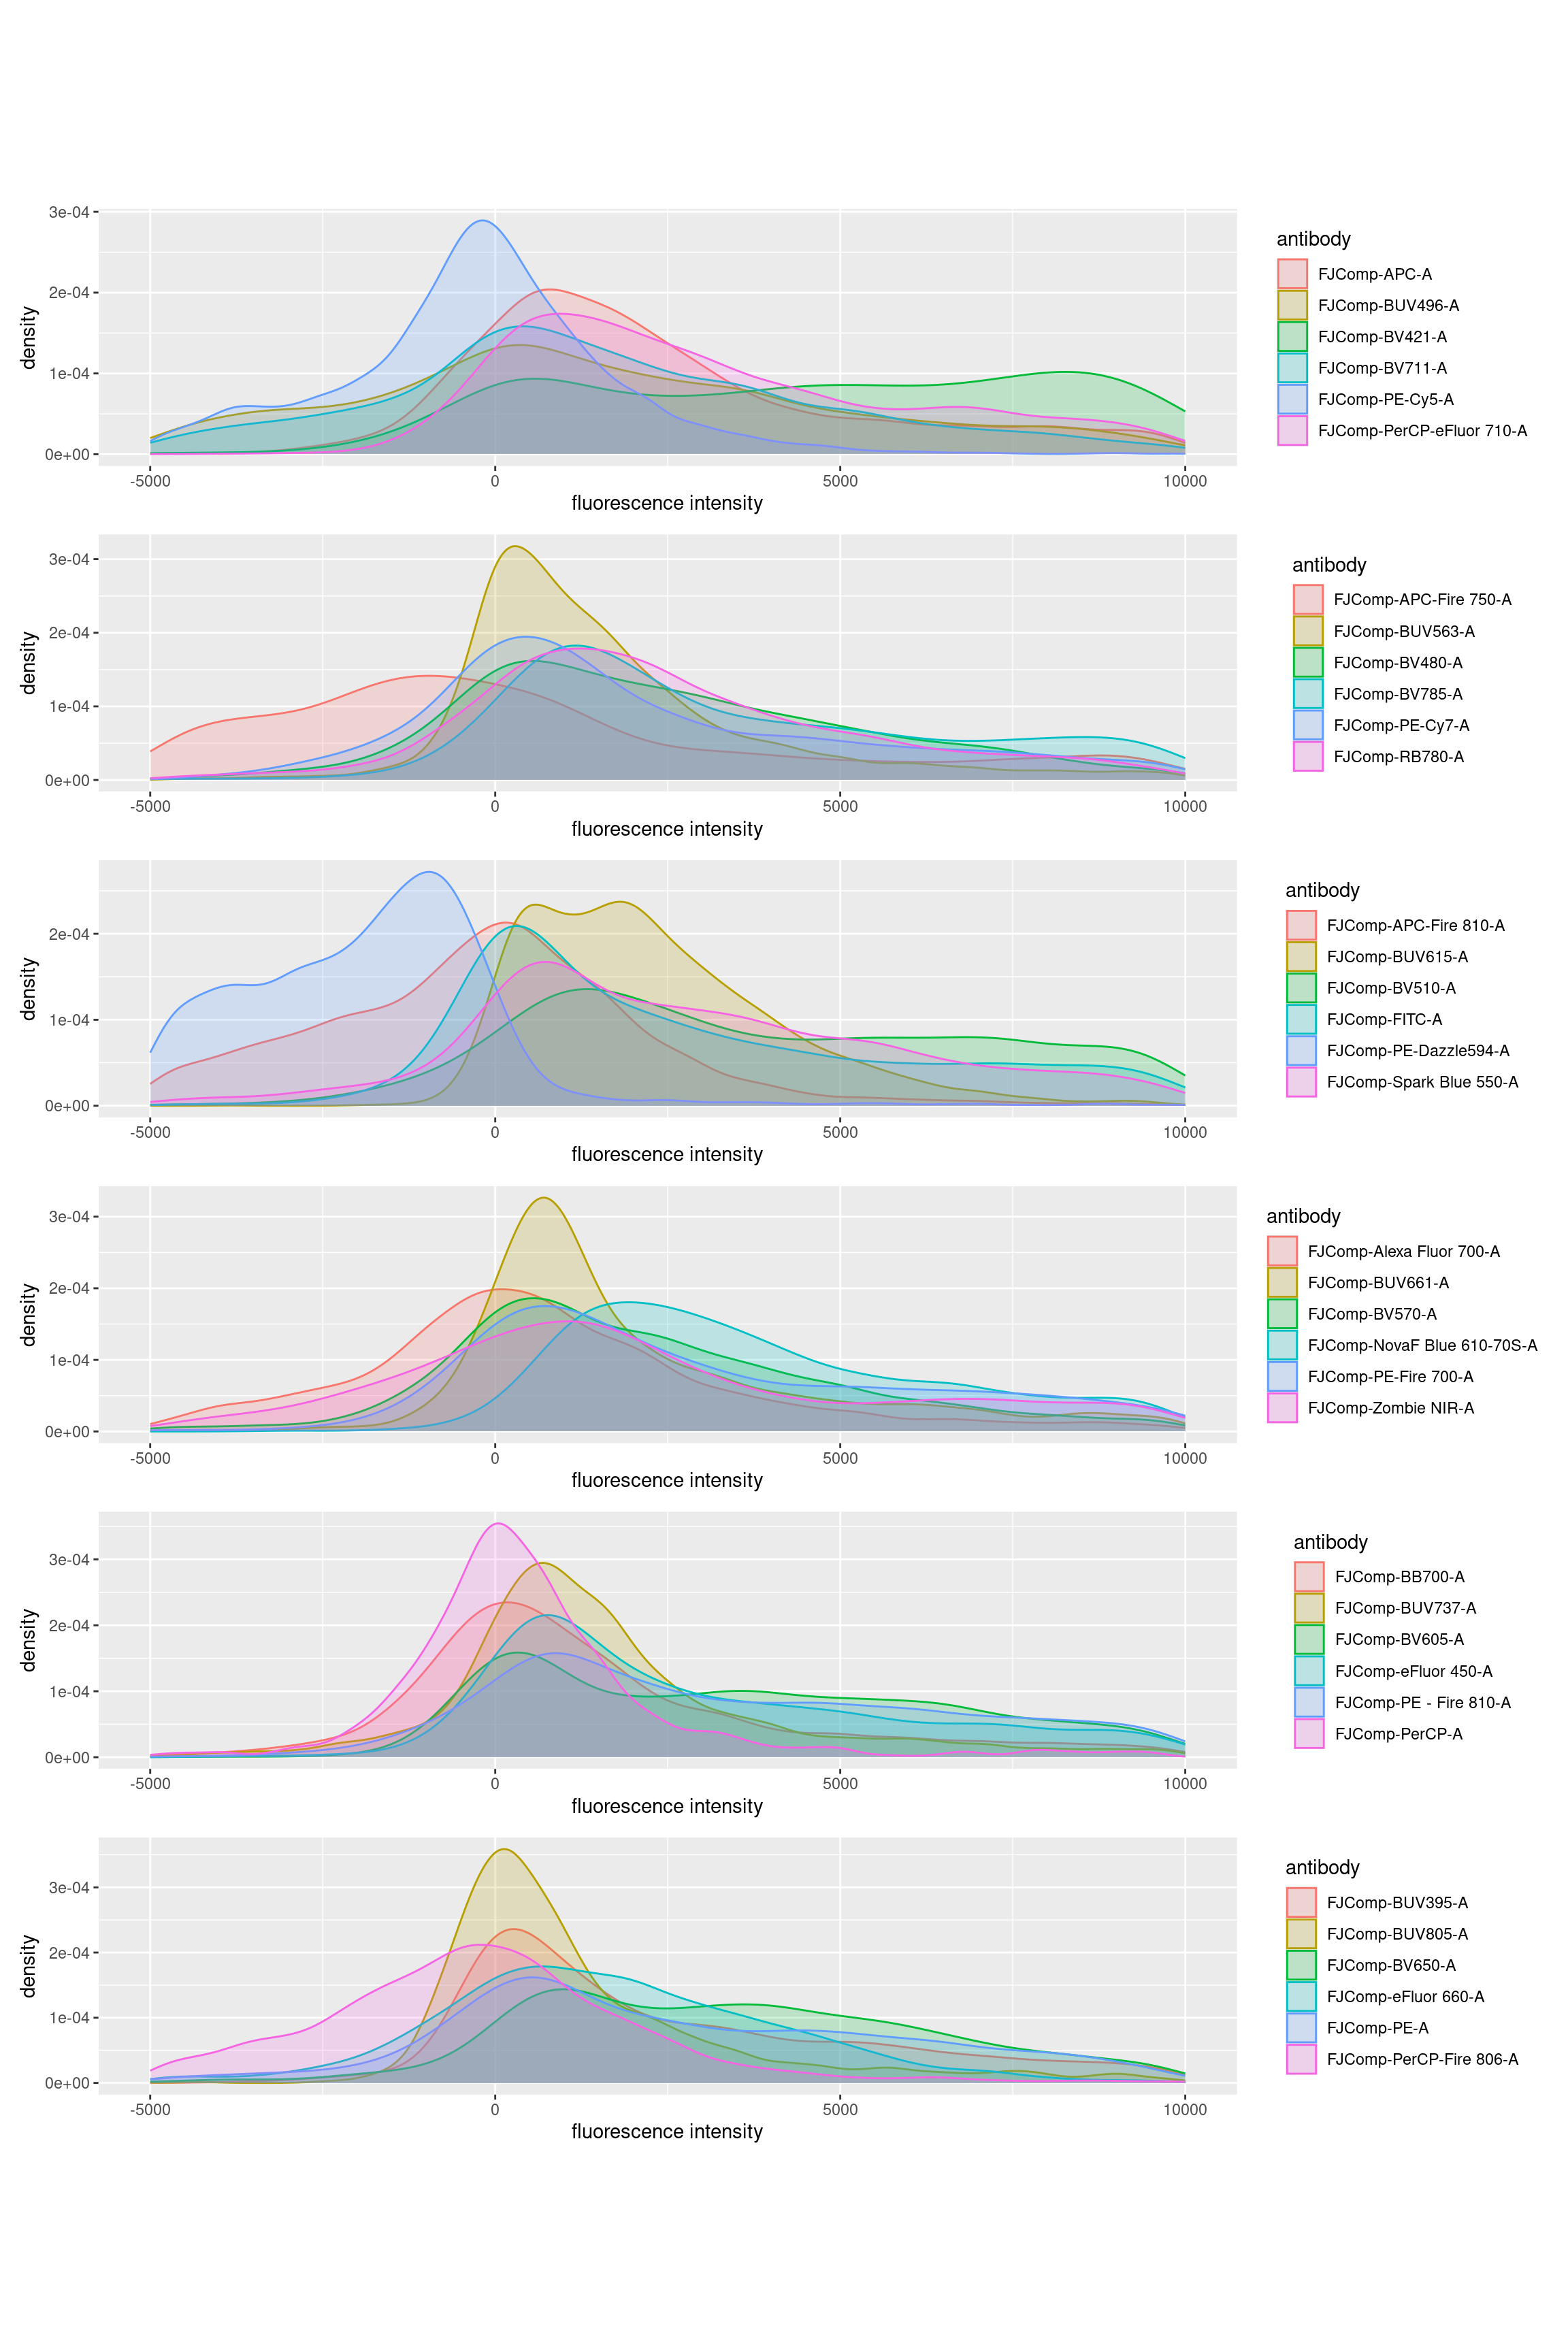 3e-04
2e-04
1e-04
0e+00
density
-5000 0 5000 10000
fluorescence intensity
antibody
FJComp-APC-A
FJComp-BUV496-A
FJComp-BV421-A
FJComp-BV711-A
FJComp-PE-Cy5-A
FJComp-PerCP-eFluor 710-A
3e-04
2e-04
1e-04
0e+00
density
-5000 0 5000 10000
fluorescence intensity
antibody
FJComp-APC-Fire 750-A
FJComp-BUV563-A
FJComp-BV480-A
FJComp-BV785-A
FJComp-PE-Cy7-A
FJComp-RB780-A
2e-04
1e-04
0e+00
density
-5000 0 5000 10000
fluorescence intensity
antibody
FJComp-APC-Fire 810-A
FJComp-BUV615-A
FJComp-BV510-A
FJComp-FITC-A
FJComp-PE-Dazzle594-A
FJComp-Spark Blue 550-A
3e-04
2e-04
1e-04
0e+00
density
-5000 0 5000 10000
fluorescence intensity
antibody
FJComp-Alexa Fluor 700-A
FJComp-BUV661-A
FJComp-BV570-A
FJComp-NovaF Blue 610-70S-A
FJComp-PE-Fire 700-A
FJComp-Zombie NIR-A
3e-04
2e-04
1e-04
0e+00
density
-5000 0 5000 10000
fluorescence intensity
antibody
FJComp-BB700-A
FJComp-BUV737-A
FJComp-BV605-A
FJComp-eFluor 450-A
FJComp-PE - Fire 810-A
FJComp-PerCP-A
3e-04
2e-04
1e-04
0e+00
density
-5000 0 5000 10000
fluorescence intensity
antibody
FJComp-BUV395-A
FJComp-BUV805-A
FJComp-BV650-A
FJComp-eFluor 660-A
FJComp-PE-A
FJComp-PerCP-Fire 806-A